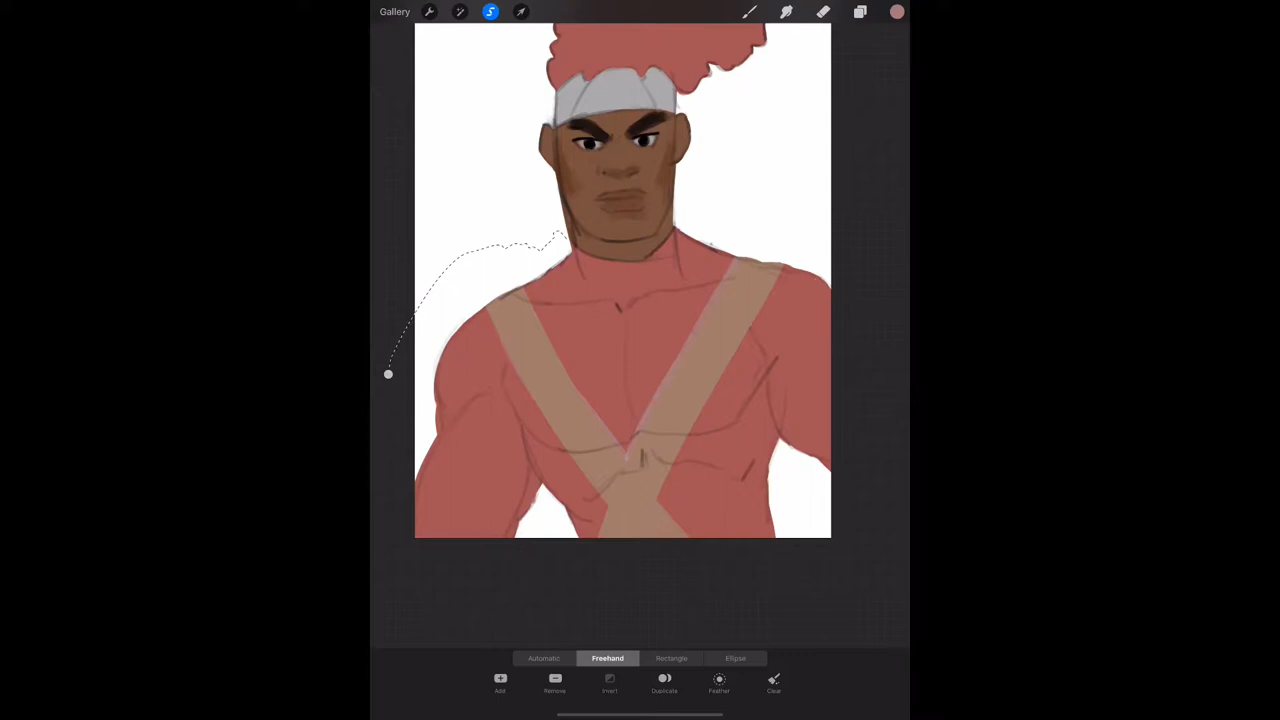 Gallery
Automatic Freehand Rectangle Ellipse
Add Remove Invert Duplicate Feather Clear